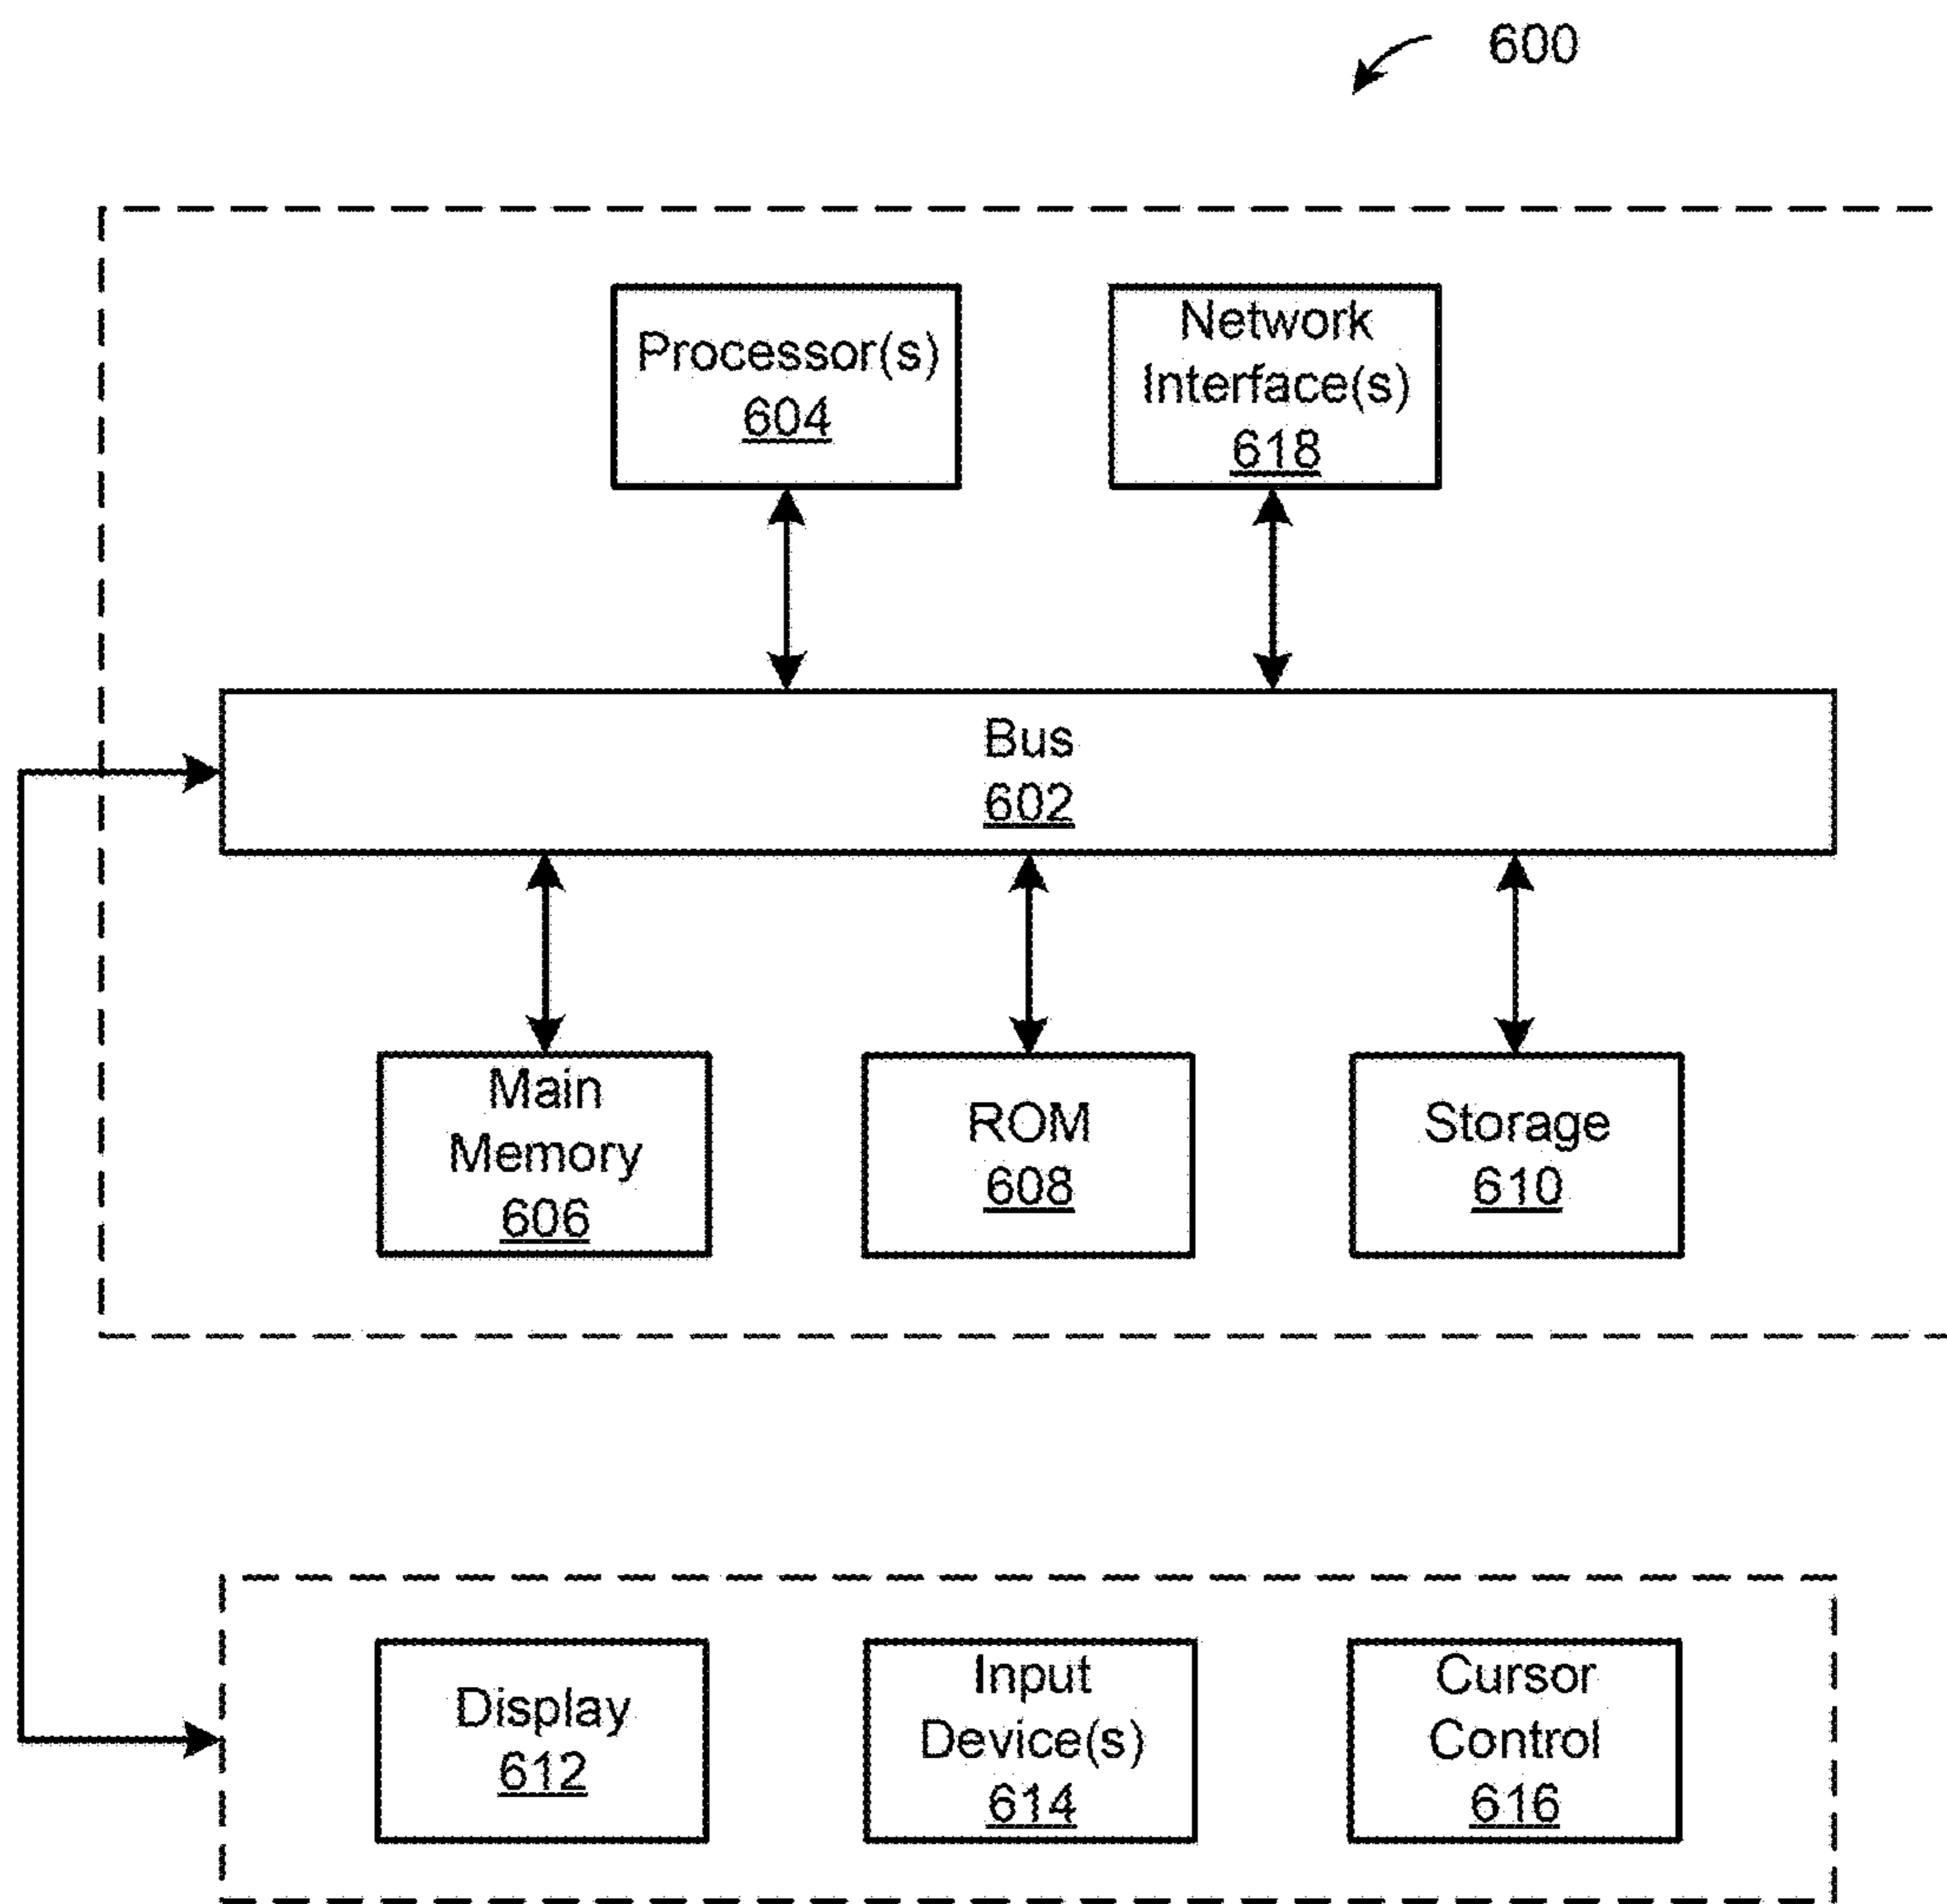 600
Processor(s)
604
Network
Interface(s)
618
Bus
602
Main
Memory
606
ROM
608
Storage
610
Display
612
Input
Device(s)
614
Cursor
Control
616